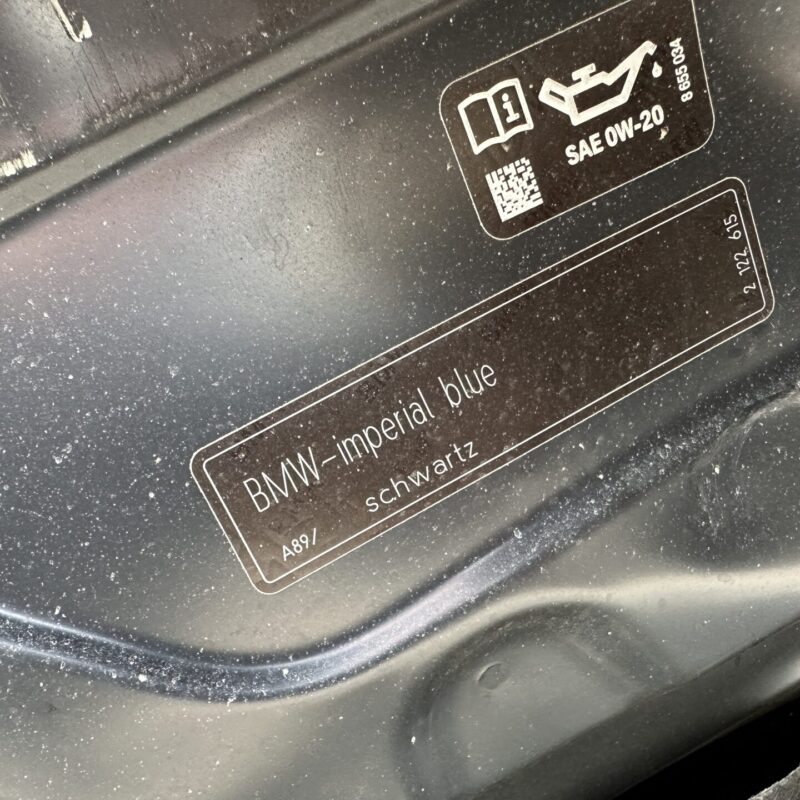 i
8 655 034
SAE 0W-20
2 122 615
BMW-imperial blue
A89/ schwartz